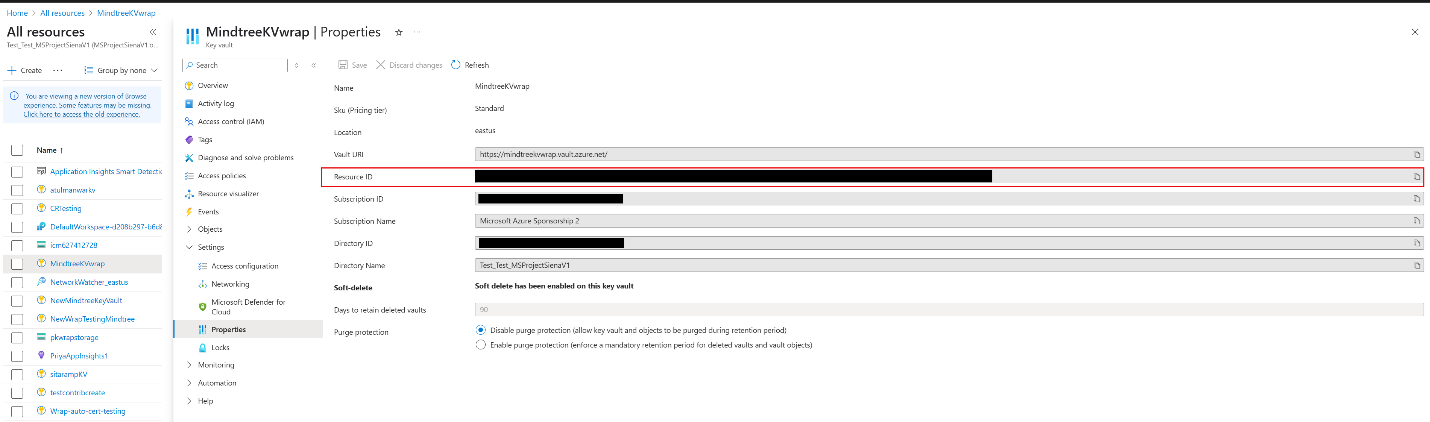 Home > All resources > MindtreeKVwrap
All resources
Test_Test_MSProjectSienaV1 (MSProjectSienaV1.o...
Create
Group by none
You are viewing a new version of Browse
experience. Some features may be missing.
Click here to access the old experience.
Name ↑
Application Insights Smart Detectic
atulmanwarkv
CRTesting
DefaultWorkspace-d208b297-b6d8
icm627412728
MindtreeKVwrap
NetworkWatcher_eastus
NewMindtreeKeyVault
NewWrapTestingMindtree
pkwrapstorage
PriyaAppInsights1
sitarampKV
testcontribcreate
Wrap-auto-cert-testing
MindtreeKVwrap | Properties
Key vault
Search
Overview
Activity log
Access control (IAM)
Tags
Diagnose and solve problems
Access policies
Resource visualizer
Events
Objects
Settings
Access configuration
Networking
Microsoft Defender for
Cloud
Properties
Locks
Monitoring
Automation
Help
Save
Discard changes
Refresh
Name
MindtreeKVwrap
Sku (Pricing tier)
Standard
Location
eastus
Vault URI
https://mindtreekvwrap.vault.azure.net/
Resource ID
Subscription ID
Subscription Name
Microsoft Azure Sponsorship 2
Directory ID
Directory Name
Test_Test_MSProjectSienaV1
Soft-delete
Soft delete has been enabled on this key vault
Days to retain deleted vaults
90
Purge protection
Disable purge protection (allow key vault and objects to be purged during retention period)
Enable purge protection (enforce a mandatory retention period for deleted vaults and vault objects)